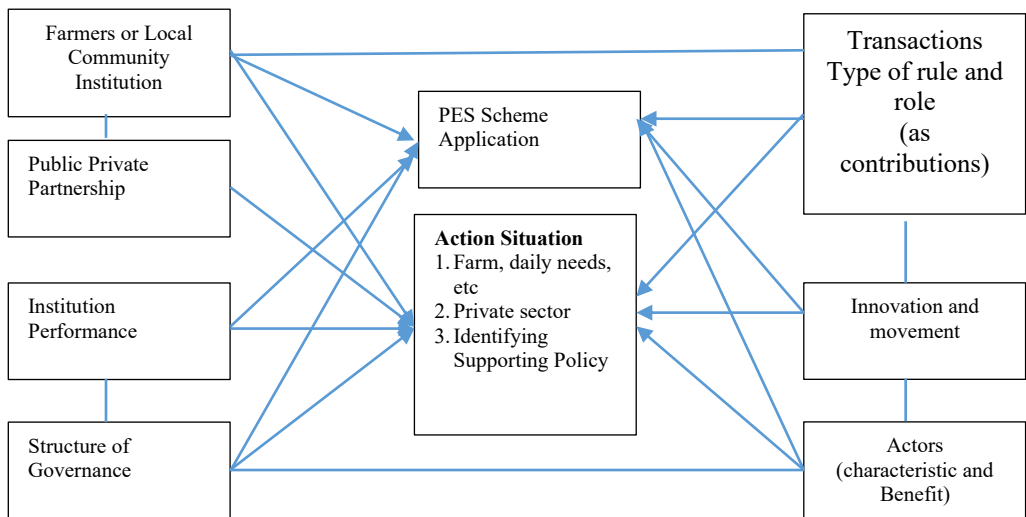 Farmers or Local
Community
Institution
Public Private
Partnership
Institution
Performance
Structure of
Governance
PES Scheme
Application
Action Situation
1. Farm, daily needs,
etc
2. Private sector
3. Identifying
Supporting Policy
Transactions
Type of rule and
role
(as
contributions)
Innovation and
movement
Actors
(characteristic and
Benefit)